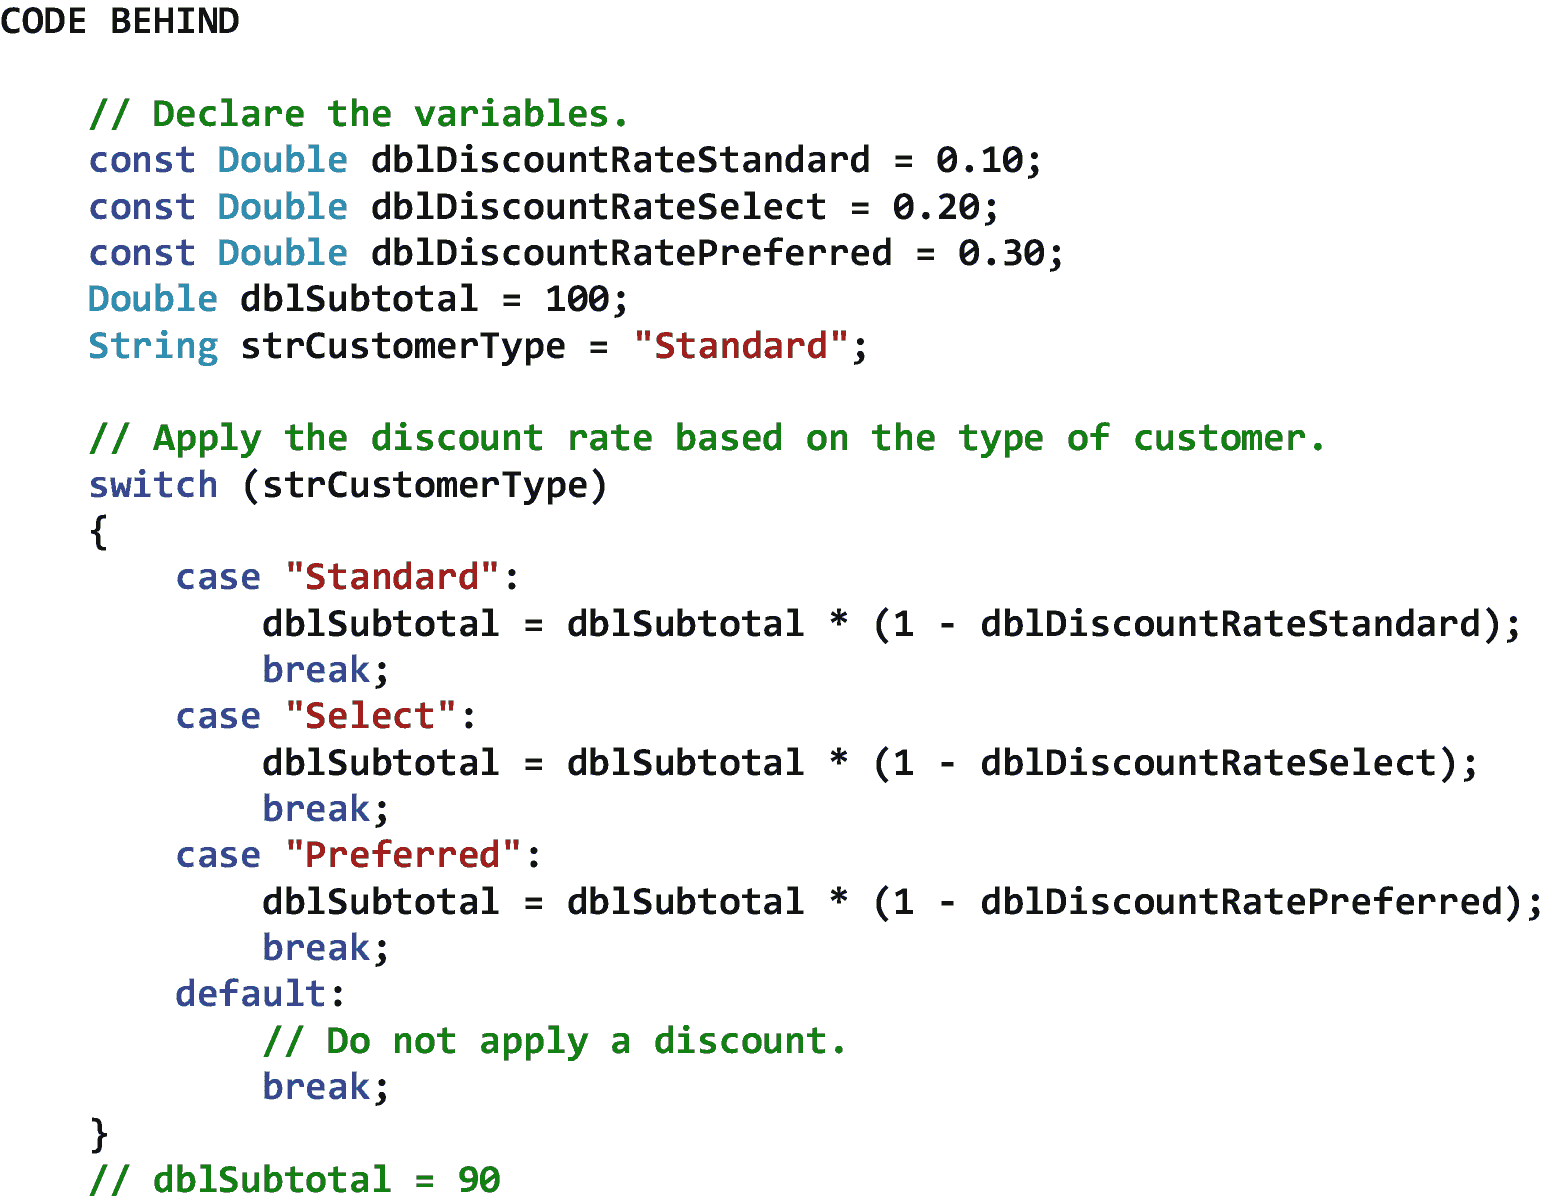 CODE BEHIND
// Declare the variables.
const Double dblDiscountRateStandard = 0.10;
const Double dblDiscountRateSelect = 0.20;
const Double dblDiscountRatePreferred = 0.30;
Double dblSubtotal = 100;
String strCustomerType = "Standard";
// Apply the discount rate based on the type of customer.
switch (strCustomerType)
{
case "Standard":
dblSubtotal = dblSubtotal * (1 - dblDiscountRateStandard);
break;
case "Select":
dblSubtotal = dblSubtotal * (1 - dblDiscountRateSelect);
break;
case "Preferred":
dblSubtotal = dblSubtotal * (1 - dblDiscountRatePreferred);
break;
default:
// Do not apply a discount.
break;
}
// dblSubtotal = 90